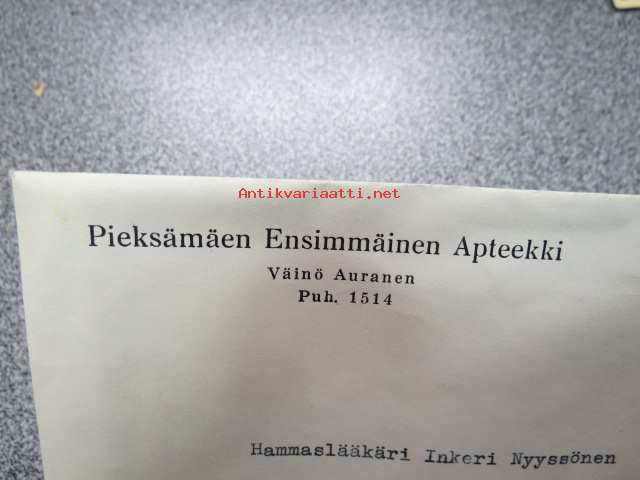 Antikvariaatti.net
Pieksämäen Ensimmäinen Apteekki
Väinö Auranen
Puh. 1514
Hammaslääkäri Inkeri Nyyssönen